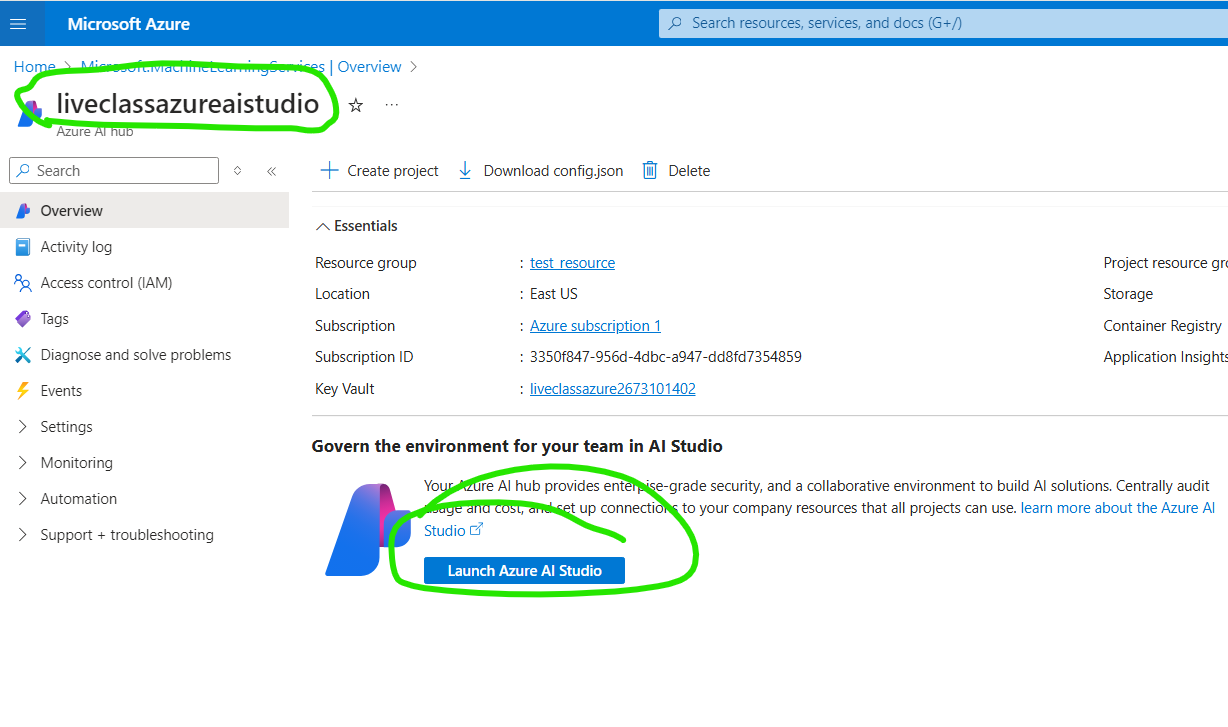 Microsoft Azure
Search resources, services, and docs (G+/)
Home > Microsoft.MachineLearningServices | Overview >
liveclassazureaistudio
Azure AI hub
Search
Create project
Download config.json
Delete
Overview
Activity log
Access control (IAM)
Tags
Diagnose and solve problems
Events
Settings
Monitoring
Automation
Support + troubleshooting
Essentials
Resource group : test_resource
Location : East US
Subscription : Azure subscription 1
Subscription ID : 3350f847-956d-4dbc-a947-dd8fd7354859
Key Vault : liveclassazure2673101402
Project resource gr
Storage
Container Registry
Application Insights
Govern the environment for your team in AI Studio
Your Azure AI hub provides enterpise-grade security, and a collaborative environment to build AI solutions. Centrally audit
usage and cost, and set up connections to your company resources that all projects can use. learn more about the Azure AI
Studio
Launch Azure AI Studio